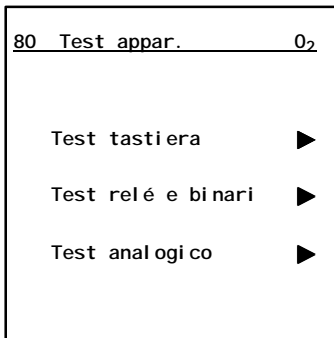 80 Test appar. O₂
Test tastiera ▶
Test relé e binari ▶
Test analogico ▶